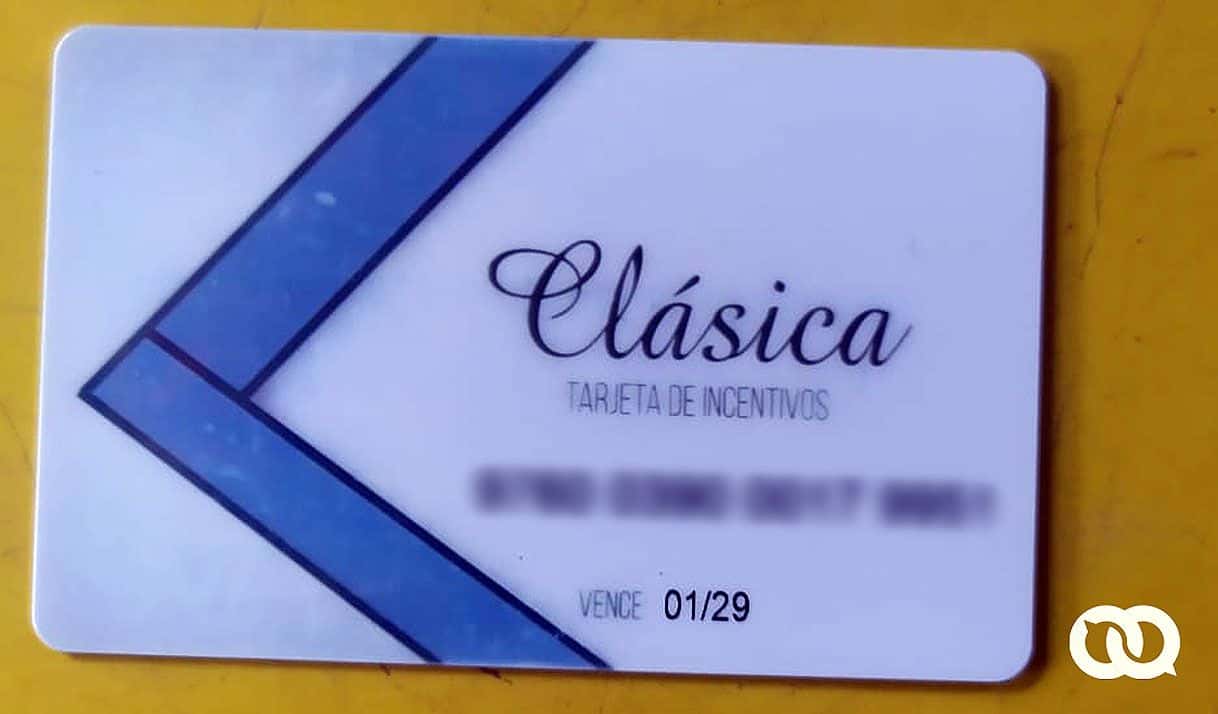 Clásica
TARJETA DE INCENTIVOS
VENCE 01/29